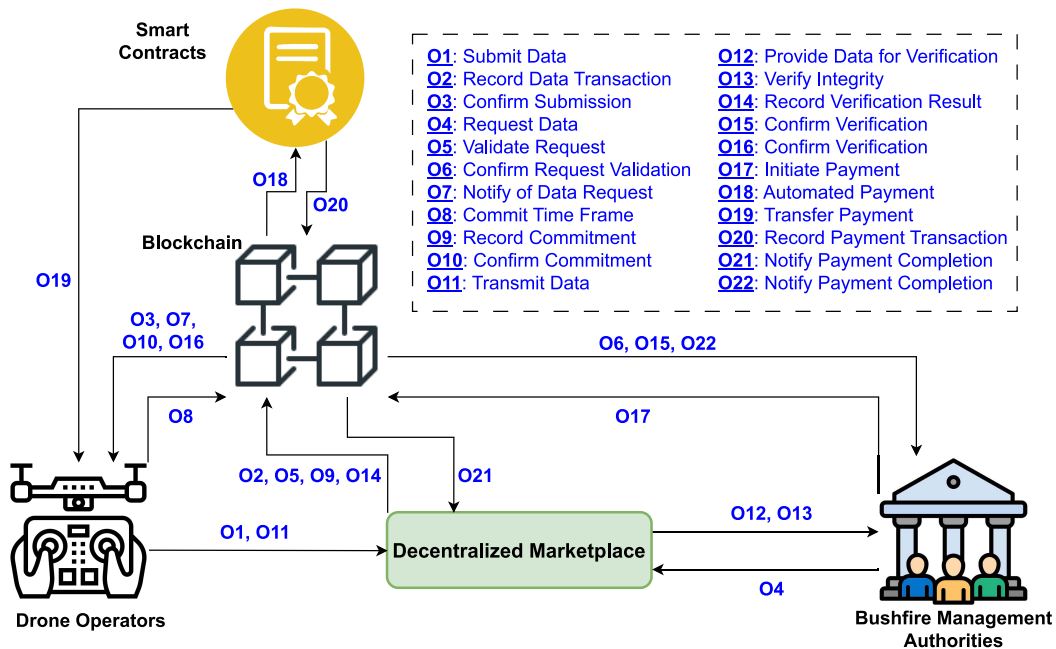 Smart
Contracts
O1: Submit Data
O2: Record Data Transaction
O3: Confirm Submission
O4: Request Data
O5: Validate Request
O6: Confirm Request Validation
O7: Notify of Data Request
O8: Commit Time Frame
O9: Record Commitment
O10: Confirm Commitment
O11: Transmit Data
O12: Provide Data for Verification
O13: Verify Integrity
O14: Record Verification Result
O15: Confirm Verification
O16: Confirm Verification
O17: Initiate Payment
O18: Automated Payment
O19: Transfer Payment
O20: Record Payment Transaction
O21: Notify Payment Completion
O22: Notify Payment Completion
O18
O20
Blockchain
O19
O3, O7,
O10, O16
O6, O15, O22
O8
O17
O2, O5, O9, O14
O21
O1, O11
Decentralized Marketplace
O12, O13
O4
Drone Operators
Bushfire Management
Authorities